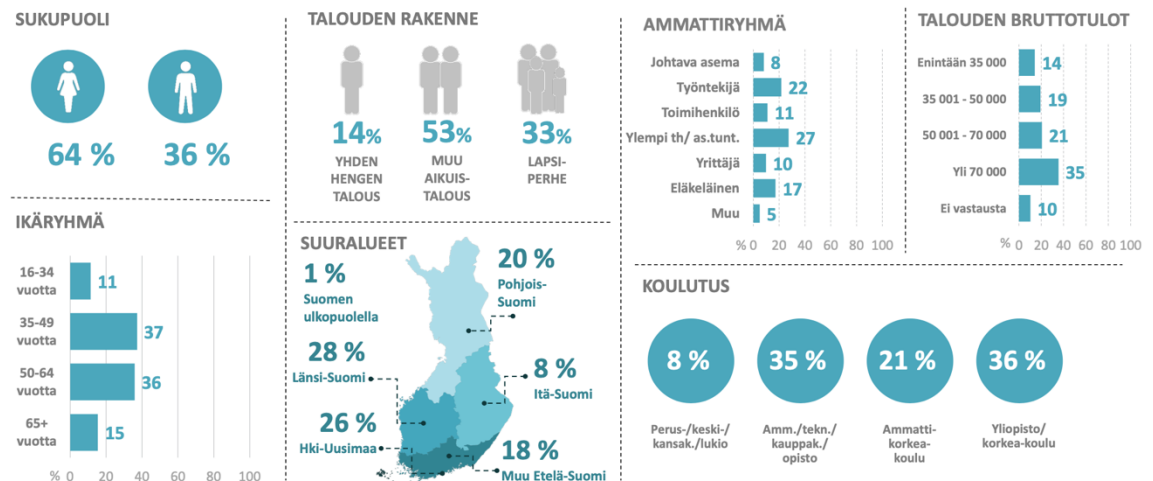 SUKUPUOLI
64 %
36 %
IKÄRYHMÄ
16-34
vuotta
11
35-49
vuotta
37
50-64
vuotta
36
65+
vuotta
15
% 0 20 40 60 80 100
TALOUDEN RAKENNE
14%
YHDEN
HENGEN
TALOUS
53%
MUU
AIKUIS-
TALOUS
33%
LAPSI-
PERHE
SUURALUEET
1 %
Suomen
ulkopuolella
20 %
Pohjois-
Suomi
28 %
Länsi-Suomi
8 %
Itä-Suomi
26 %
Hki-Uusimaa
18 %
Muu Etelä-Suomi
AMMATTIRYHMÄ
Johtava asema 8
Työntekijä 22
Toimihenkilö 11
Ylempi th/ as.tunt. 27
Yrittäjä 10
Eläkeläinen 17
Muu 5
% 0 20 40 60 80 100
TALOUDEN BRUTTOTULOT
Enintään 35 000 14
35 001 - 50 000 19
50 001 - 70 000 21
Yli 70 000 35
Ei vastausta 10
% 0 20 40 60 80 100
KOULUTUS
8 %
Perus-/keski-/
kansak./lukio
35 %
Amm./tekn./
kauppak./
opisto
21 %
Ammatti-
korkea-
koulu
36 %
Yliopisto/
korkea-koulu